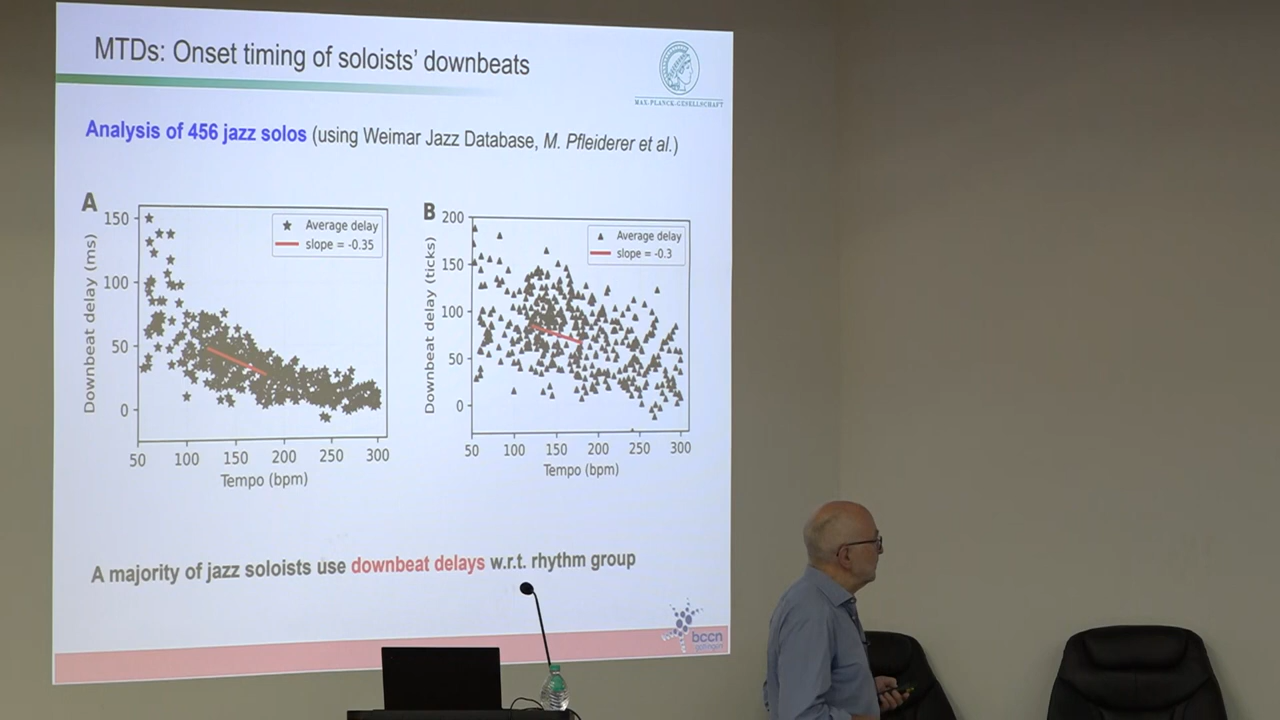 MTDs: Onset timing of soloists' downbeats
MAX-PLANCK-GESELLSCHAFT
Analysis of 456 jazz solos (using Weimar Jazz Database, M. Pfleiderer et al.)
A
Downbeat delay (ms)
150
100
50
0
Average delay
slope = -0.35
50 100 150 200 250 300
Tempo (bpm)
B
Downbeat delay (ticks)
200
150
100
50
0
Average delay
slope = -0.3
50 100 150 200 250 300
Tempo (bpm)
A majority of jazz soloists use downbeat delays w.r.t. rhythm group
bccn
göttingen